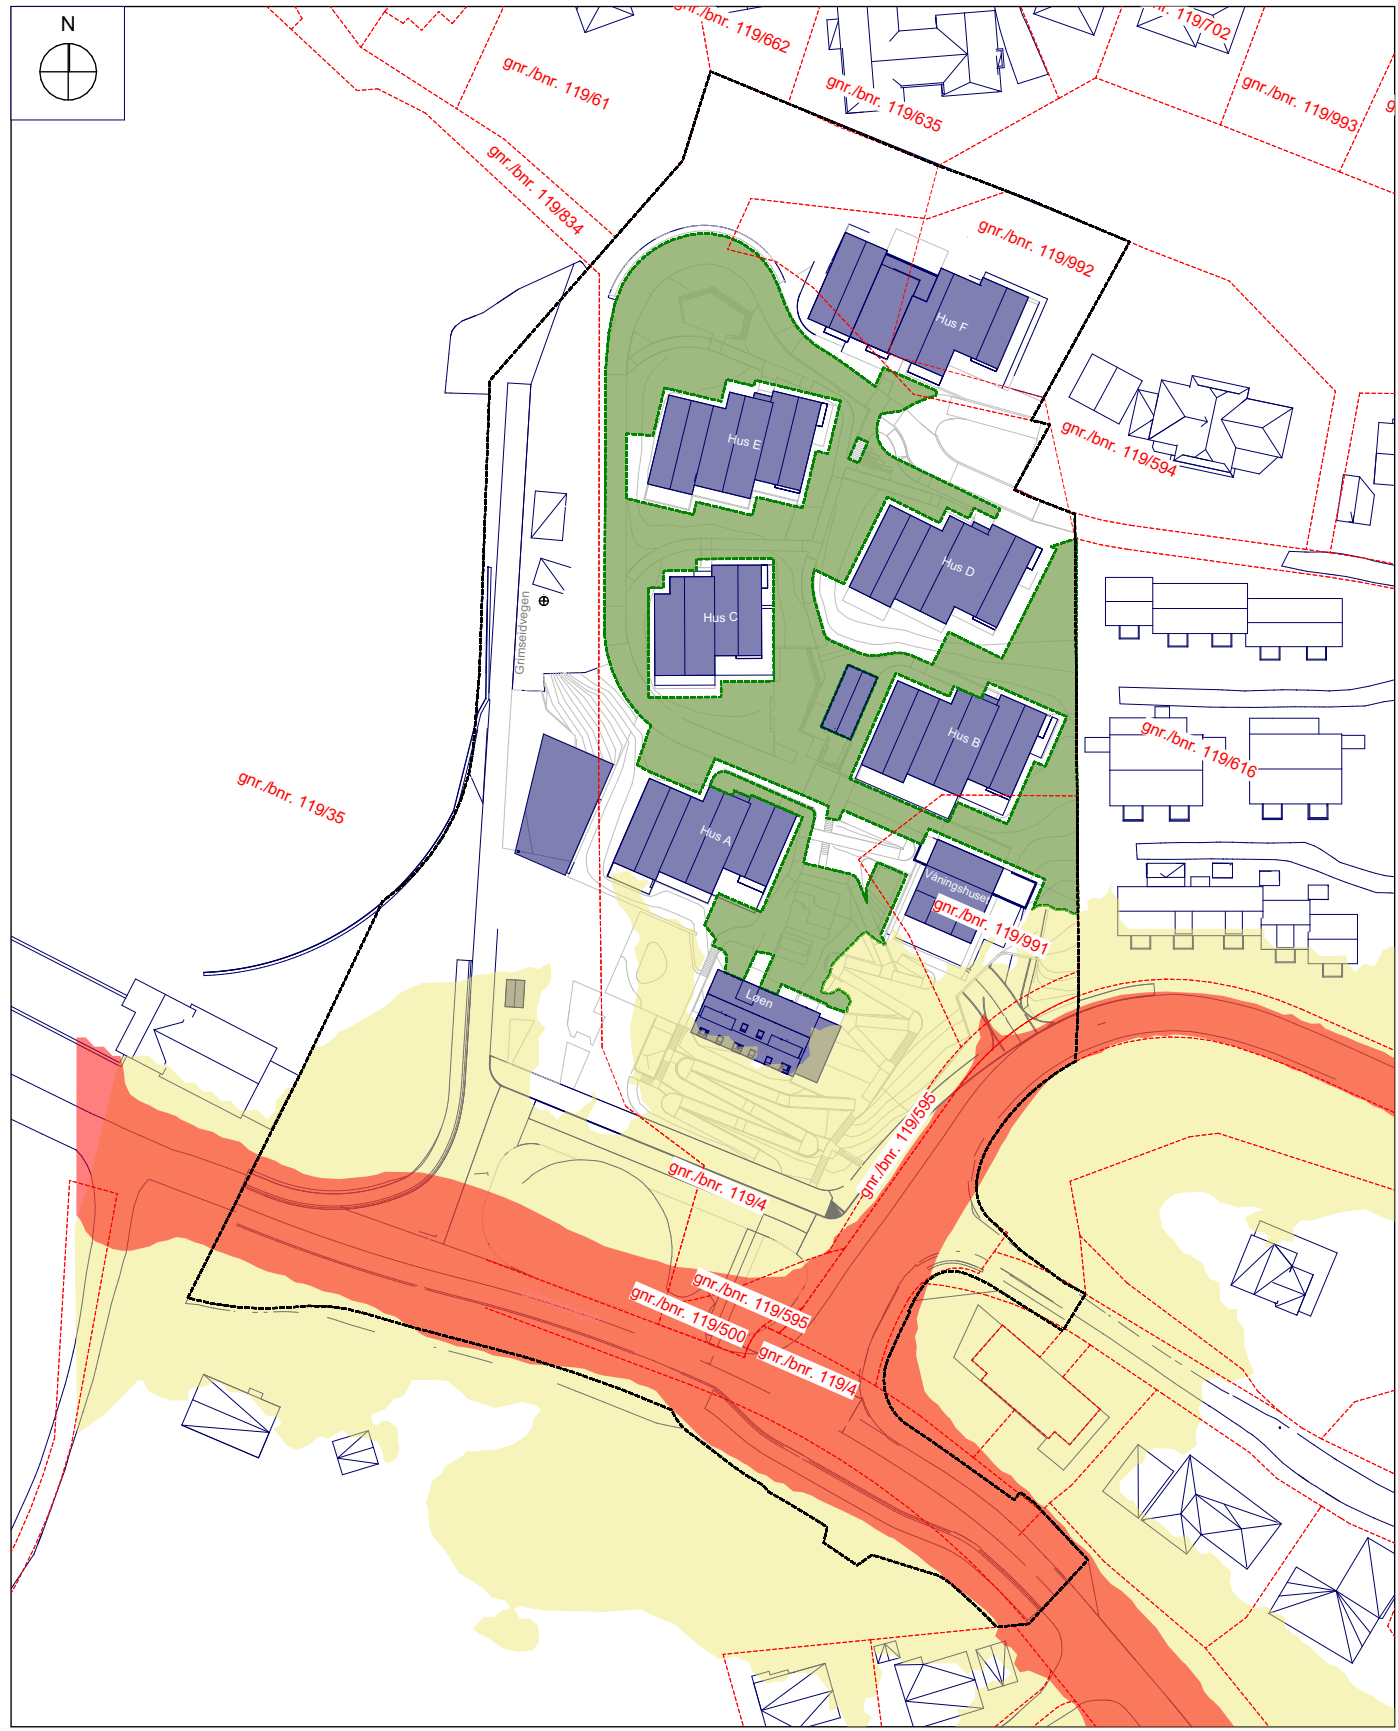 N
gnr./bnr. 119/662
nr. 119/702
gnr./bnr. 119/61
gnr./bnr. 119/635
gnr./bnr. 119/993
g
gnr./bnr. 119/834
gnr./bnr. 119/992
Hus F
Hus E
gnr./bnr. 119/594
Hus D
Hus C
Grimseidvegen
Hus B
gnr./bnr. 119/616
gnr./bnr. 119/35
Hus A
Våningshuset
gnr./bnr. 119/991
Løen
gnr./bnr. 119/595
gnr./bnr. 119/4
gnr./bnr. 119/595
gnr./bnr. 119/500
gnr./bnr. 119/4